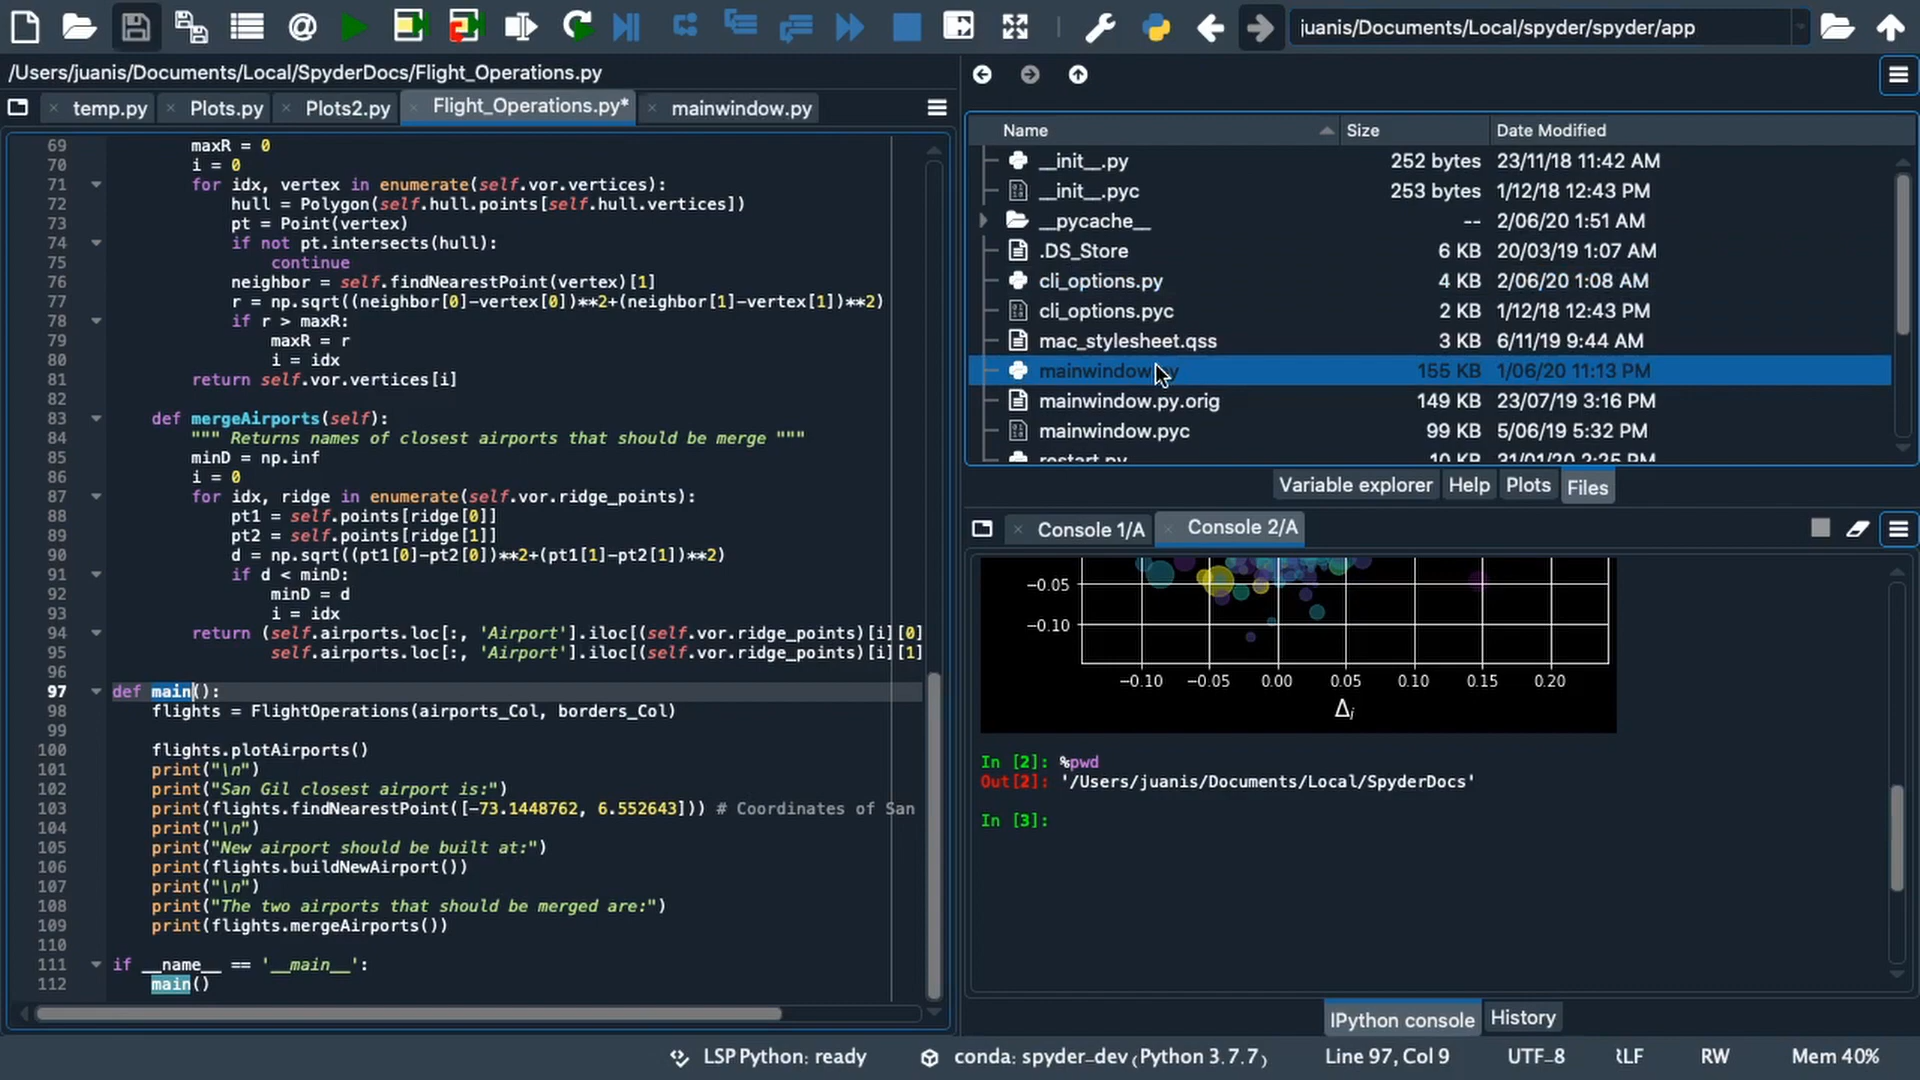 juanis/Documents/Local/spyder/spyder/app
/Users/juanis/Documents/Local/SpyderDocs/Flight_Operations.py
temp.py
Plots.py
Plots2.py
Flight_Operations.py*
mainwindow.py
69 maxR = 0
70 i = 0
71 for idx, vertex in enumerate(self.vor.vertices):
72 hull = Polygon(self.hull.points[self.hull.vertices])
73 pt = Point(vertex)
74 if not pt.intersects(hull):
75 continue
76 neighbor = self.findNearestPoint(vertex)[1]
77 r = np.sqrt((neighbor[0]-vertex[0])**2+(neighbor[1]-vertex[1])**2)
78 if r > maxR:
79 maxR = r
80 i = idx
81 return self.vor.vertices[i]
82
83 def mergeAirports(self):
84 """ Returns names of closest airports that should be merge """
85 minD = np.inf
86 i = 0
87 for idx, ridge in enumerate(self.vor.ridge_points):
88 pt1 = self.points[ridge[0]]
89 pt2 = self.points[ridge[1]]
90 d = np.sqrt((pt1[0]-pt2[0])**2+(pt1[1]-pt2[1])**2)
91 if d < minD:
92 minD = d
93 i = idx
94 return (self.airports.loc[:, 'Airport'].iloc[(self.vor.ridge_points)[i][0]
95 self.airports.loc[:, 'Airport'].iloc[(self.vor.ridge_points)[i][1]
96
97 def main():
98 flights = FlightOperations(airports_Col, borders_Col)
99
100 flights.plotAirports()
101 print("\n")
102 print("San Gil closest airport is:")
103 print(flights.findNearestPoint([-73.1448762, 6.552643])) # Coordinates of San
104 print("\n")
105 print("New airport should be built at:")
106 print(flights.buildNewAirport())
107 print("\n")
108 print("The two airports that should be merged are:")
109 print(flights.mergeAirports())
110
111 if __name__ == '__main__':
112 main()
Name Size Date Modified
__init__.py 252 bytes 23/11/18 11:42 AM
__init__.pyc 253 bytes 1/12/18 12:43 PM
__pycache__ -- 2/06/20 1:51 AM
.DS_Store 6 KB 20/03/19 1:07 AM
cli_options.py 4 KB 2/06/20 1:08 AM
cli_options.pyc 2 KB 1/12/18 12:43 PM
mac_stylesheet.qss 3 KB 6/11/19 9:44 AM
mainwindow.py 155 KB 1/06/20 11:13 PM
mainwindow.py.orig 149 KB 23/07/19 3:16 PM
mainwindow.pyc 99 KB 5/06/19 5:32 PM
restart.py 10 KB 31/01/20 2:25 PM
Variable explorer Help Plots Files
Console 1/A
Console 2/A
−0.05
−0.10
−0.10 −0.05 0.00 0.05 0.10 0.15 0.20
Δi
In [2]: %pwd
Out[2]: '/Users/juanis/Documents/Local/SpyderDocs'
In [3]:
IPython console History
LSP Python: ready conda: spyder-dev (Python 3.7.7) Line 97, Col 9 UTF-8 RW Mem 40%